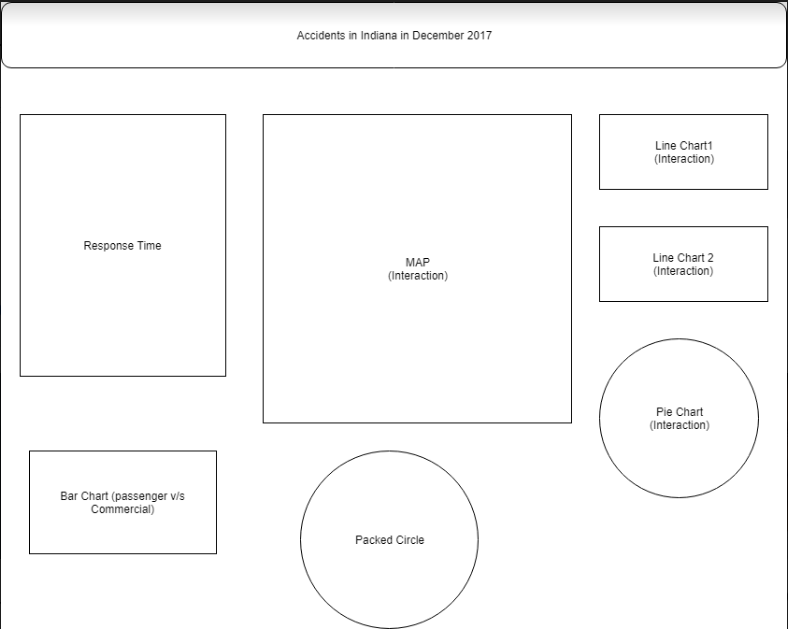 Accidents in Indiana in December 2017
Response Time
MAP
(Interaction)
Line Chart1
(Interaction)
Line Chart 2
(Interaction)
Pie Chart
(Interaction)
Bar Chart (passenger v/s
Commercial)
Packed Circle